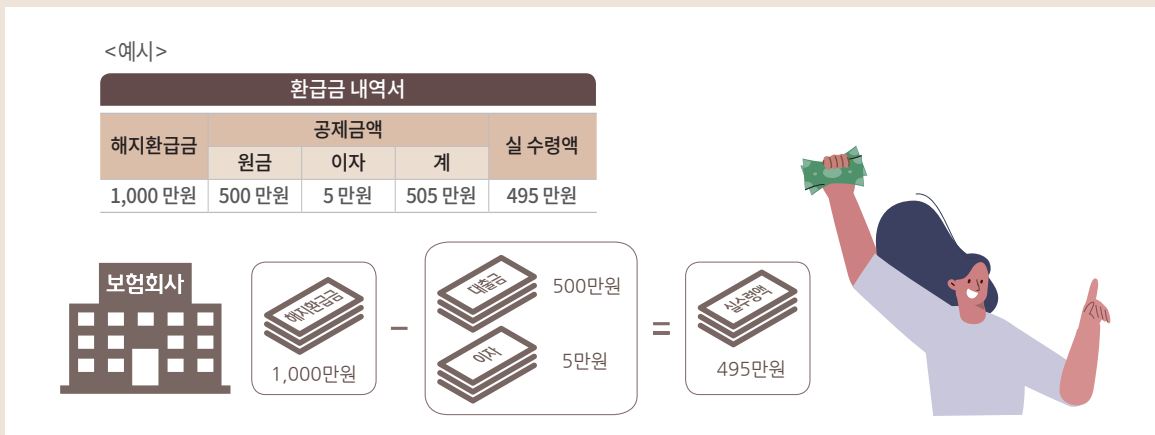 <예시>
환급금 내역서
해지환급금 공제금액 실 수령액
원금 이자 계
1,000 만원 500 만원 5 만원 505 만원 495 만원
보험회사
해지환급금
1,000만원
-
대출금
500만원
이자
5만원
=
실수령액
495만원